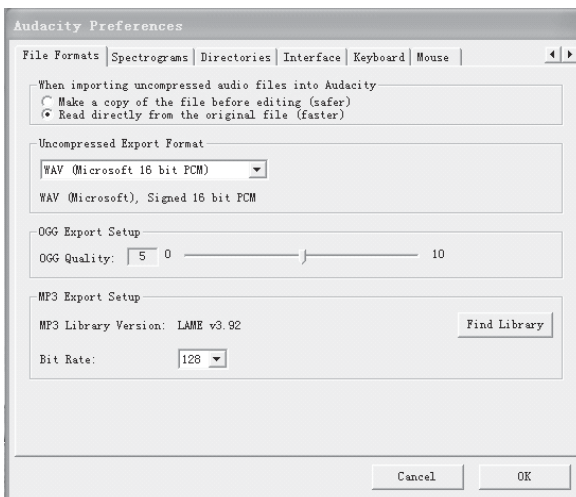 Audacity Preferences
File Formats Spectrograms Directories Interface Keyboard Mouse
When importing uncompressed audio files into Audacity
Make a copy of the file before editing (safer)
Read directly from the original file (faster)
Uncompressed Export Format
WAV (Microsoft 16 bit PCM)
WAV (Microsoft), Signed 16 bit PCM
OGG Export Setup
OGG Quality: 5 0 10
MP3 Export Setup
MP3 Library Version: LAME v3.92 Find Library
Bit Rate: 128
Cancel OK